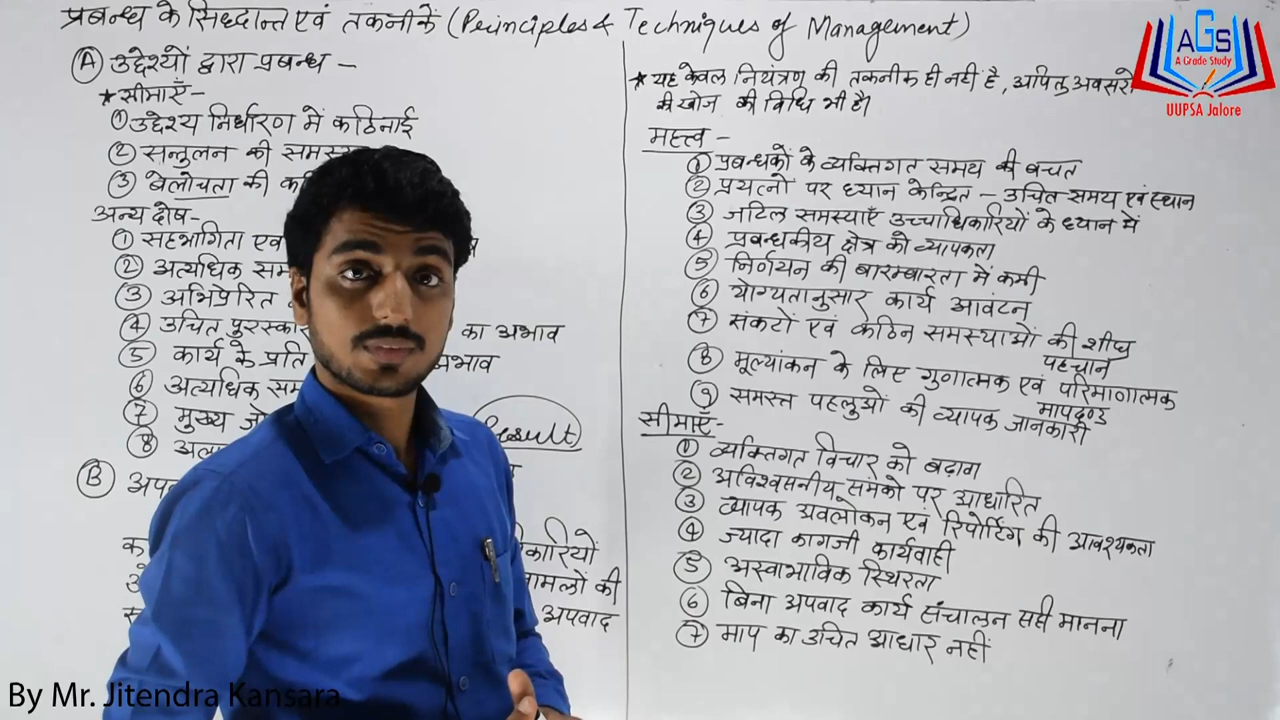 प्रबन्ध के सिद्धान्त एवं तकनीकें (Principles & Techniques of Management)
Ⓐ उद्देश्यों द्वारा प्रबन्ध –
★ सीमाएँ-
① उद्देश्य निर्धारण में कठिनाई
② सन्तुलन की
③ बेलोचता की
अन्य दोष-
① सहभागिता
② अत्यधिक
③ अभिप्रेरित
④ उचित का अभाव
⑤ कार्य के प्रति
⑥ अत्यधिक
⑦ मुख्य
⑧
Result
Ⓑ
मामलों की
अपवाद
★ यह केवल नियंत्रण की तकनीक ही नहीं है, अपितु
की खोज की विधि भी है।
महत्त्व –
① प्रबन्धकों के व्यक्तिगत समय की बचत
② प्रयत्नों पर ध्यान केन्द्रित – उचित समय एवं स्थान
③ जटिल समस्याएँ उच्चाधिकारियों के ध्यान में
④ प्रबन्धकीय क्षेत्र की व्यापकता
⑤ निर्णयन की बारम्बारता में कमी
⑥ योग्यतानुसार कार्य आवंटन
⑦ संकटों एवं कठिन समस्याओं की शीघ्र
पहचान
⑧ मूल्यांकन के लिए गुणात्मक एवं परिमाणात्मक
मापदण्ड
⑨ समस्त पहलुओं की व्यापक जानकारी
सीमाएँ-
① व्यक्तिगत विचार को बढ़ावा
② अविश्वसनीय समंकों पर आधारित
③ व्यापक अवलोकन एवं रिपोर्टिंग की आवश्यकता
④ ज्यादा कागजी कार्यवाही
⑤ अस्वाभाविक स्थिरता
⑥ बिना अपवाद कार्य संचालन सही मानना
⑦ माप का उचित आधार नहीं
AGS
A Grade Study
UUPSA Jalore
By Mr. Jitendra Kansara